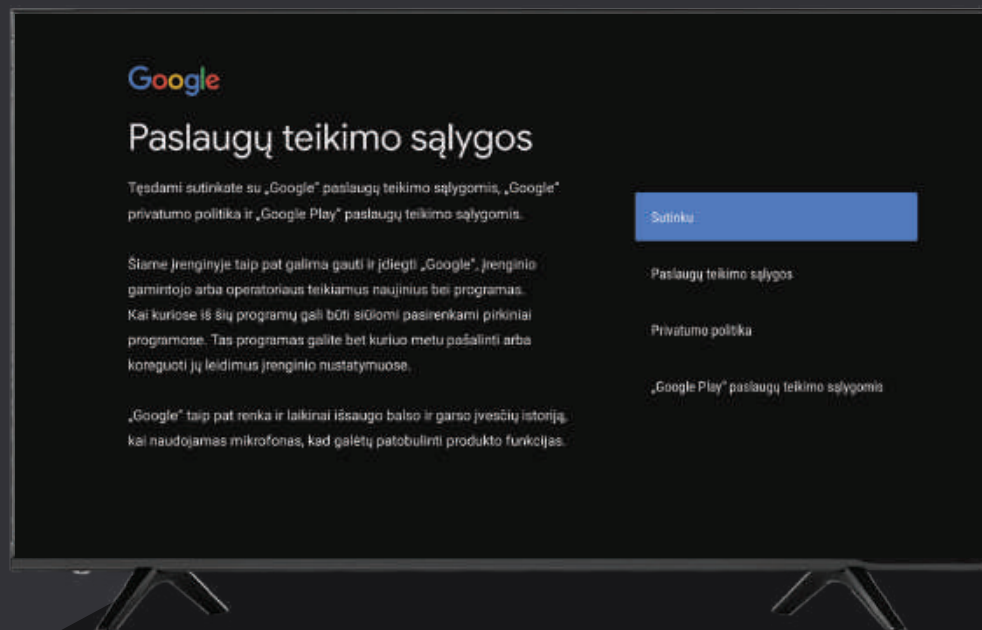 Google
Paslaugų teikimo sąlygos
Tęsdami sutinkate su „Google“ paslaugų teikimo sąlygomis, „Google“
privatumo politika ir „Google Play“ paslaugų teikimo sąlygomis.
Šiame įrenginyje taip pat galima gauti ir įdiegti „Google“, įrenginio
gamintojo arba operatoriaus teikiamus naujinius bei programas.
Kai kuriose iš šių programų gali būti siūlomi pasirenkami pirkiniai
programose. Tas programas galite bet kuriuo metu pašalinti arba
koreguoti jų leidimus įrenginio nustatymuose.
„Google“ taip pat renka ir laikinai išsaugo balso ir garso įvesčių istoriją,
kai naudojamas mikrofonas, kad galėtų patobulinti produkto funkcijas.
Sutinku
Paslaugų teikimo sąlygos
Privatumo politika
„Google Play“ paslaugų teikimo sąlygomis